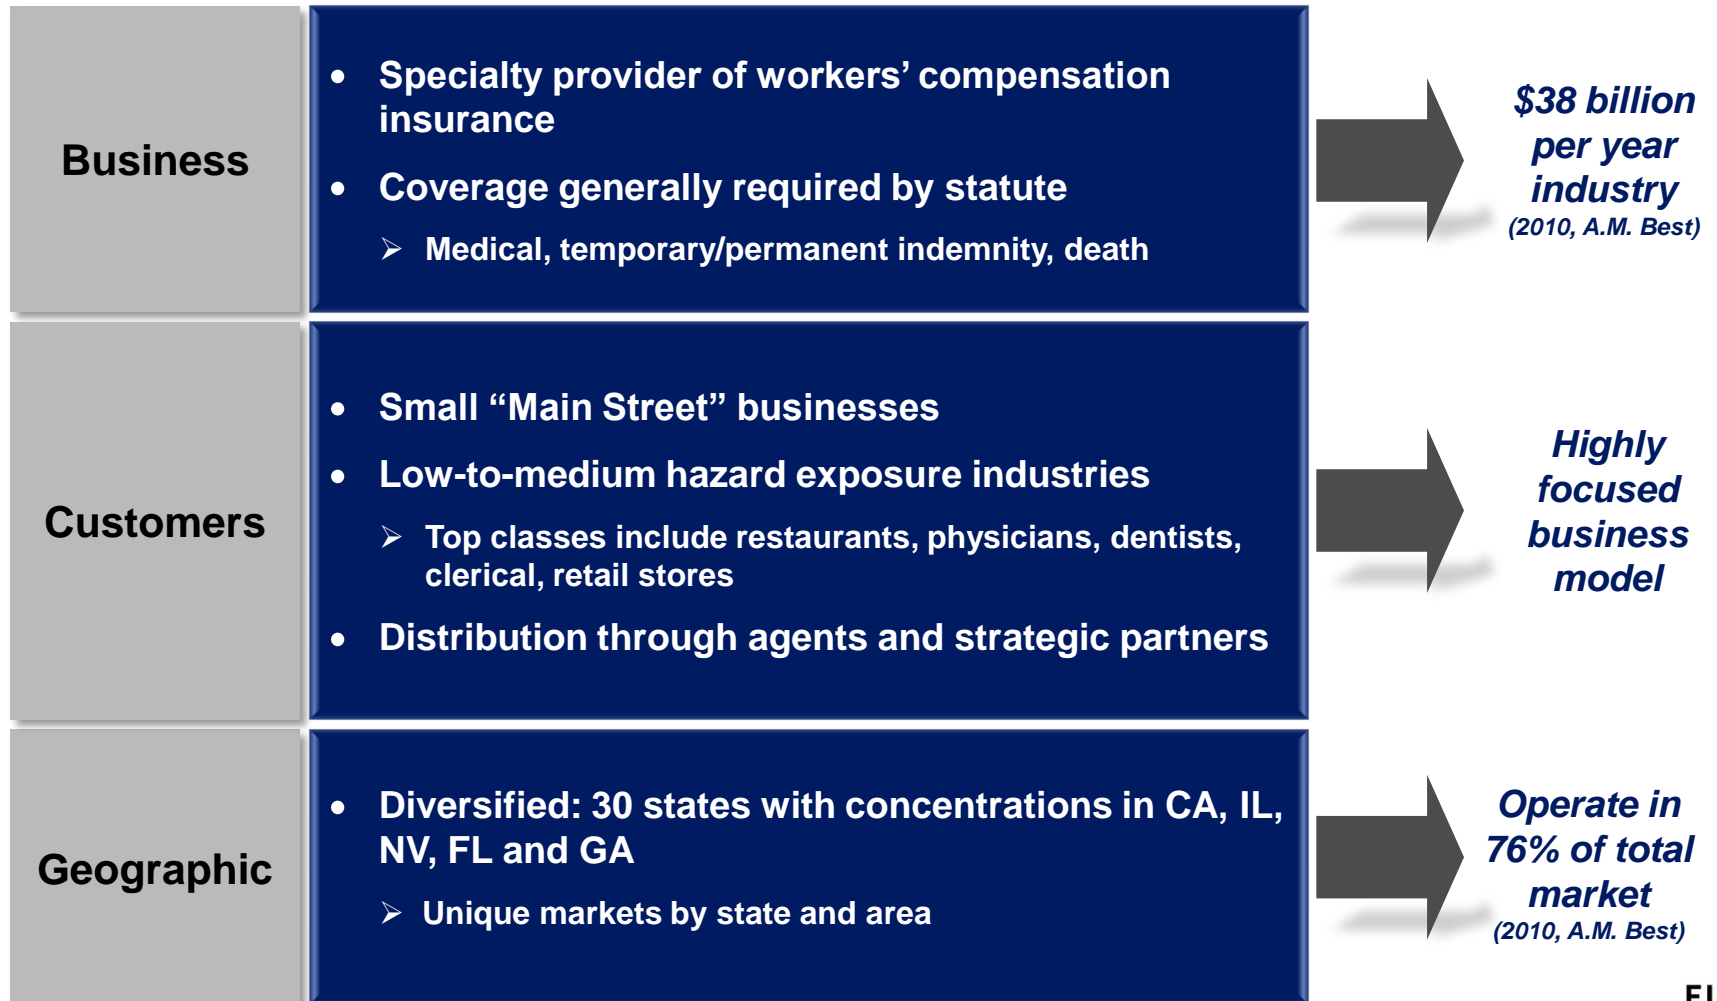 Business
• Specialty provider of workers’ compensation
insurance
• Coverage generally required by statute
➢ Medical, temporary/permanent indemnity, death
$38 billion
per year
industry
(2010, A.M. Best)
Customers
• Small “Main Street” businesses
• Low-to-medium hazard exposure industries
➢ Top classes include restaurants, physicians, dentists,
clerical, retail stores
• Distribution through agents and strategic partners
Highly
focused
business
model
Geographic
• Diversified: 30 states with concentrations in CA, IL,
NV, FL and GA
➢ Unique markets by state and area
Operate in
76% of total
market
(2010, A.M. Best)